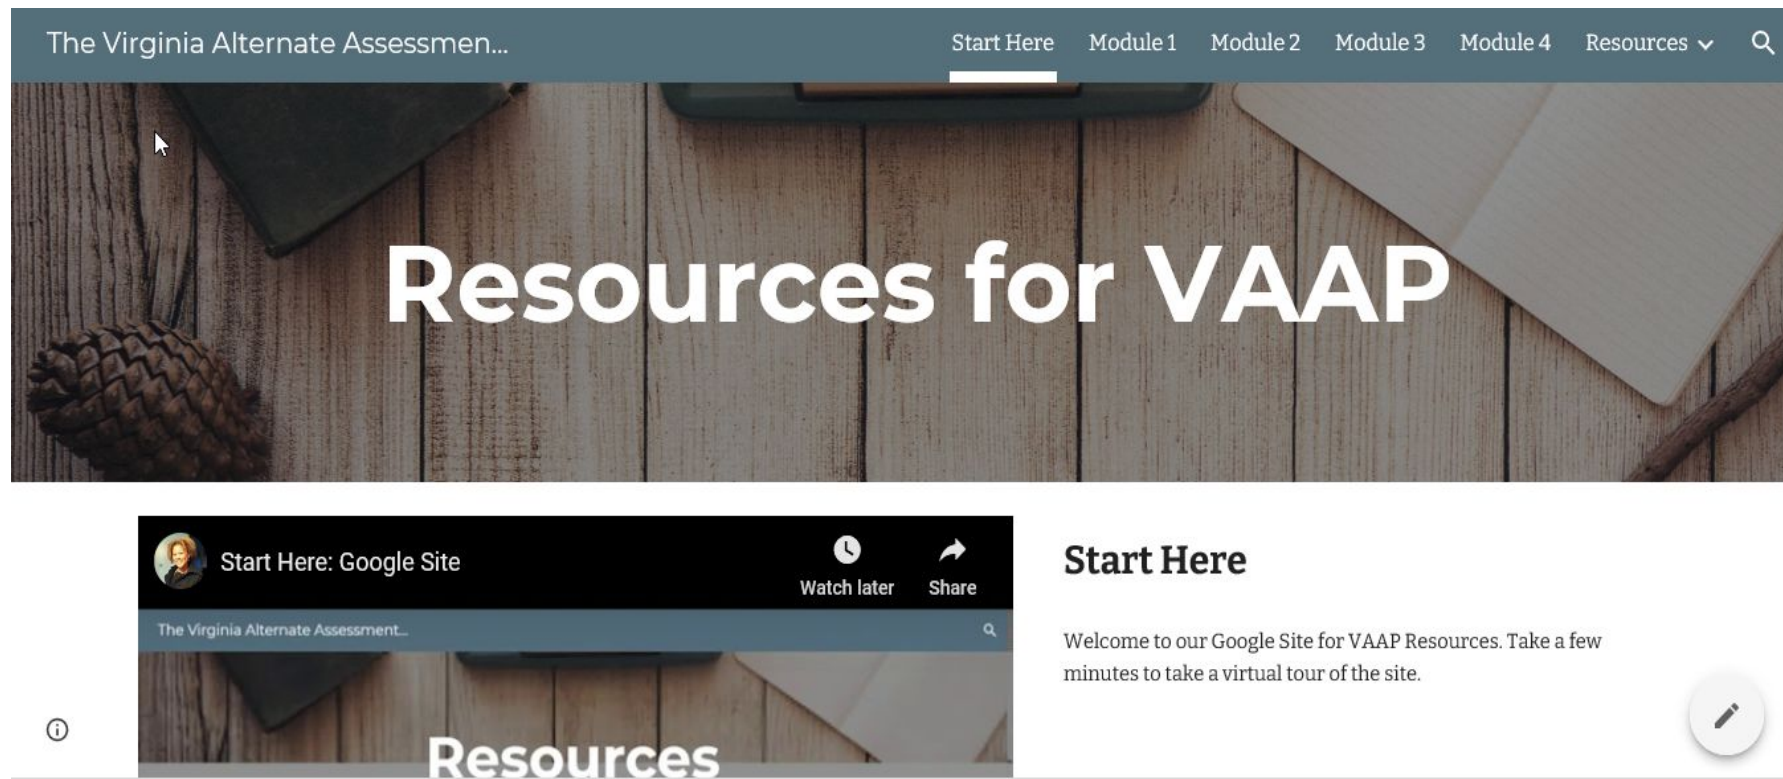 The Virginia Alternate Assessmen...
Start Here Module 1 Module 2 Module 3 Module 4 Resources
Resources for VAAP
Start Here: Google Site
Watch later Share
The Virginia Alternate Assessment...
Resources
Start Here
Welcome to our Google Site for VAAP Resources. Take a few
minutes to take a virtual tour of the site.